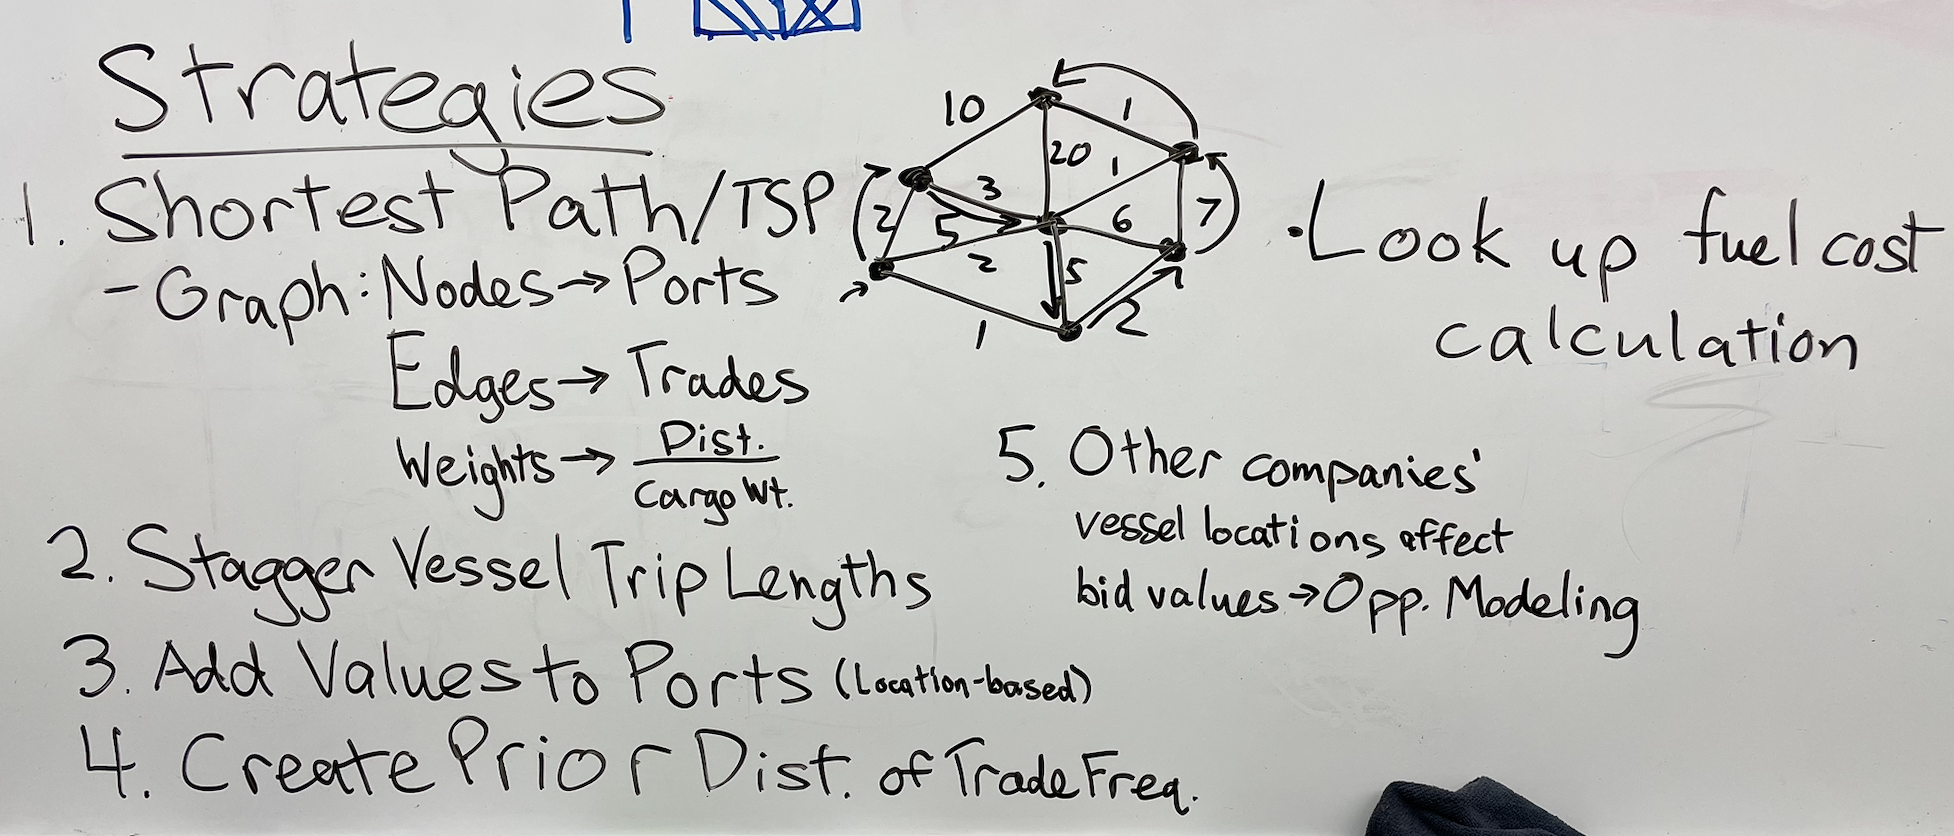 Strategies
1. Shortest Path/TSP
- Graph: Nodes → Ports
Edges → Trades
Weights → Dist.
Cargo Wt.
2. Stagger Vessel Trip Lengths
3. Add Values to Ports (Location-based)
4. Create Prior Dist. of Trade Freq.
10
1
20
1
3
2
5
6
7
2
5
1
2
• Look up fuel cost
calculation
5. Other companies'
vessel locations affect
bid values → Opp. Modeling